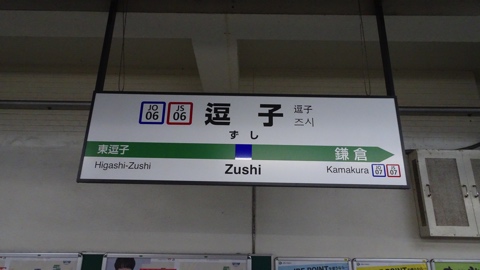 JO 06 JS 06 逗子 逗子
즈시
ずし
東逗子 鎌倉
Higashi-Zushi Zushi Kamakura JO 07 JS 07